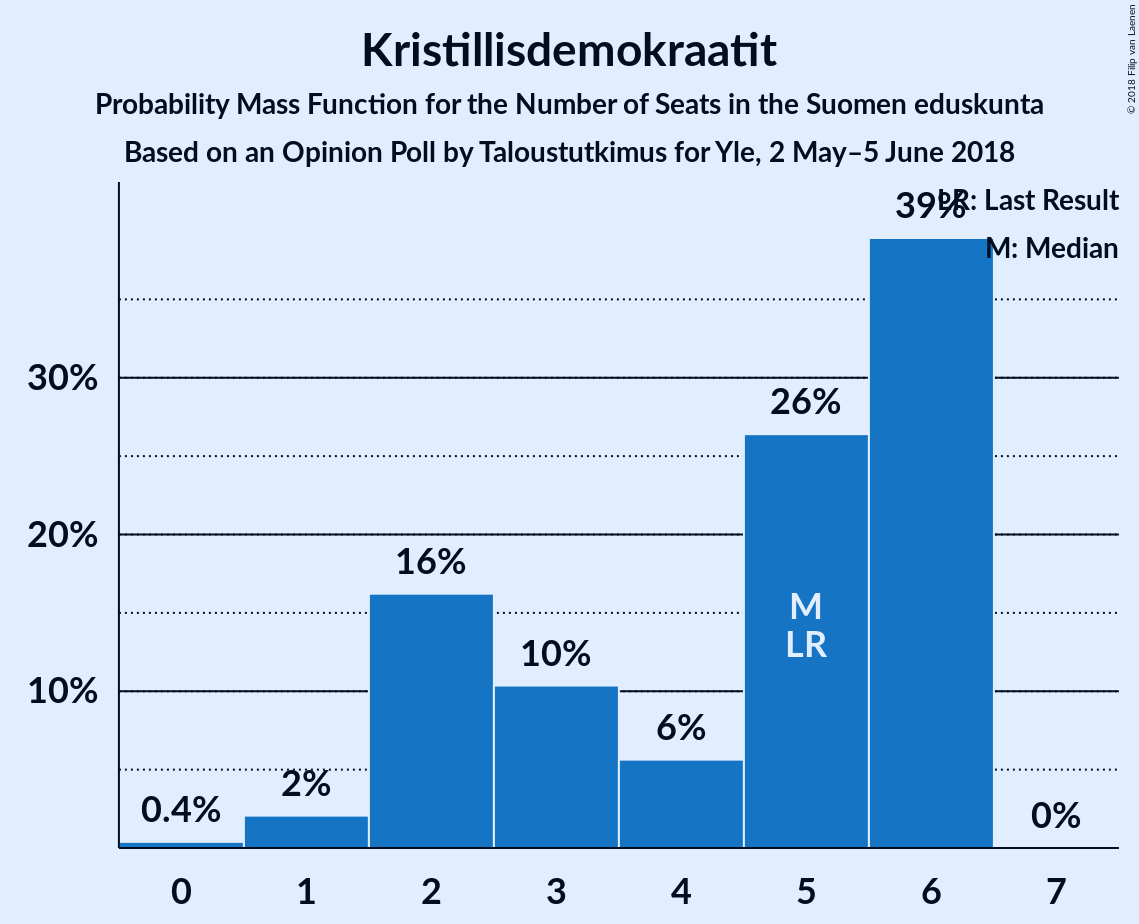 Kristillisdemokraatit
Probability Mass Function for the Number of Seats in the Suomen eduskunta
Based on an Opinion Poll by Taloustutkimus for Yle, 2 May–5 June 2018
© 2018 Filip van Laenen
LR: Last Result
M: Median
39%
30%
26%
20%
16%
M
LR
10%
10%
6%
2%
0.4%
0%
0 1 2 3 4 5 6 7